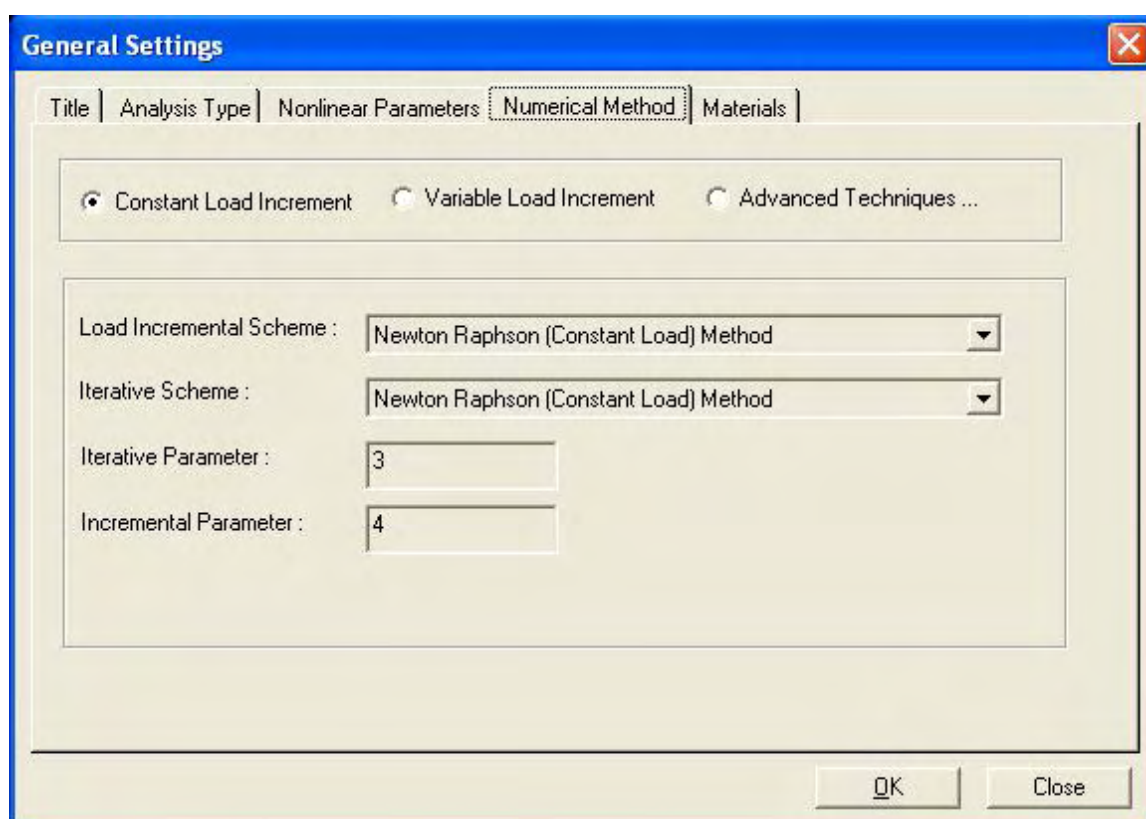 General Settings
Title Analysis Type Nonlinear Parameters Numerical Method Materials
Constant Load Increment Variable Load Increment Advanced Techniques ...
Load Incremental Scheme : Newton Raphson (Constant Load) Method
Iterative Scheme : Newton Raphson (Constant Load) Method
Iterative Parameter : 3
Incremental Parameter : 4
OK Close